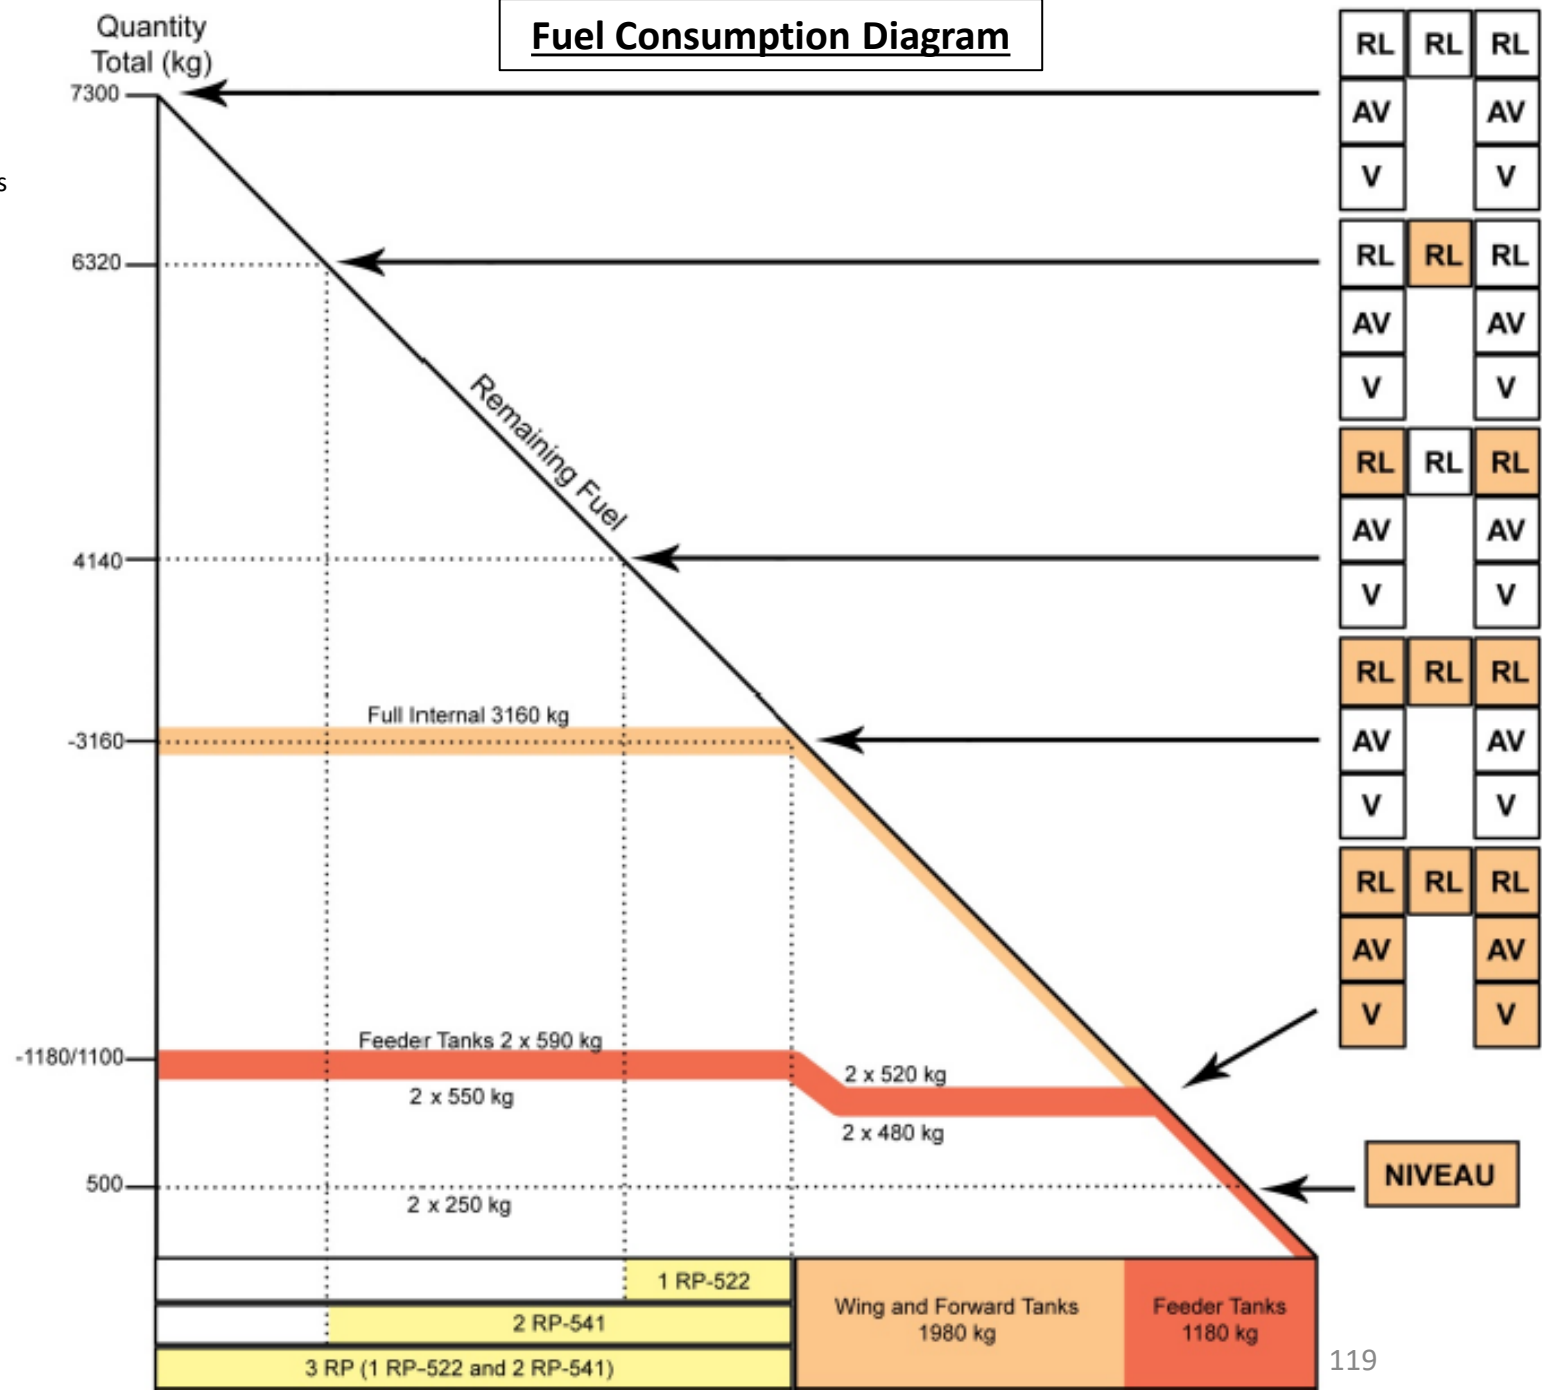 Fuel Consumption Diagram
Quantity
Total (kg)
7300
s
6320
4140
-3160
-1180/1100
500
Remaining Fuel
Full Internal 3160 kg
Feeder Tanks 2 x 590 kg
2 x 550 kg
2 x 520 kg
2 x 480 kg
2 x 250 kg
RL RL RL
AV AV
V V
RL RL RL
AV AV
V V
RL RL RL
AV AV
V V
RL RL RL
AV AV
V V
RL RL RL
AV AV
V V
NIVEAU
1 RP-522
2 RP-541
3 RP (1 RP-522 and 2 RP-541)
Wing and Forward Tanks
1980 kg
Feeder Tanks
1180 kg
119